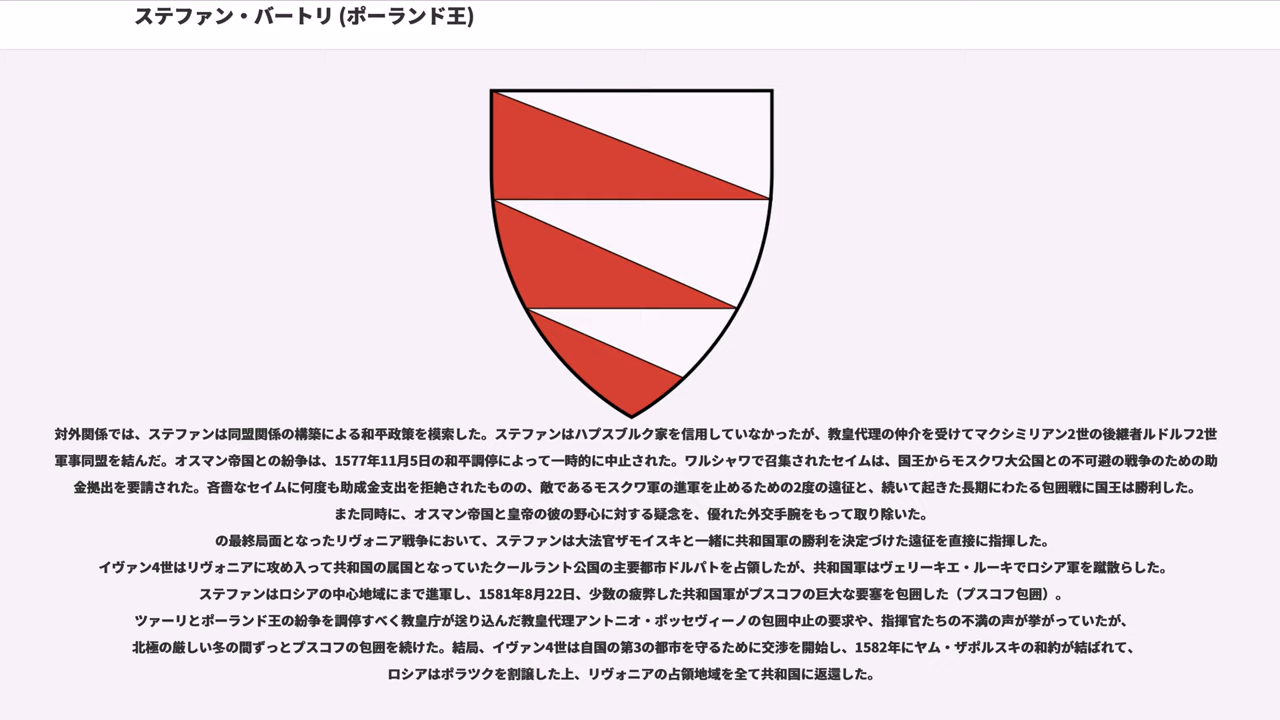 ステファン・バートリ (ポーランド王)
対外関係では、ステファンは同盟関係の構築による和平政策を模索した。ステファンはハプスブルク家を信用していなかったが、教皇代理の仲介を受けてマクシミリアン2世の後継者ルドルフ2世
軍事同盟を結んだ。オスマン帝国との紛争は、1577年11月5日の和平調停によって一時的に中止された。ワルシャワで召集されたセイムは、国王からモスクワ大公国との不可避の戦争のための助
金拠出を要請された。吝嗇なセイムに何度も助成金支出を拒絶されたものの、敵であるモスクワ軍の進軍を止めるための2度の遠征と、続いて起きた長期にわたる包囲戦に国王は勝利した。
また同時に、オスマン帝国と皇帝の彼の野心に対する疑念を、優れた外交手腕をもって取り除いた。
の最終局面となったリヴォニア戦争において、ステファンは大法官ザモイスキと一緒に共和国軍の勝利を決定づけた遠征を直接に指揮した。
イヴァン4世はリヴォニアに攻め入って共和国の属国となっていたクールラント公国の主要都市ドルパトを占領したが、共和国軍はヴェリーキエ・ルーキでロシア軍を蹴散らした。
ステファンはロシアの中心地域にまで進軍し、1581年8月22日、少数の疲弊した共和国軍がプスコフの巨大な要塞を包囲した（プスコフ包囲）。
ツァーリとポーランド王の紛争を調停すべく教皇庁が送り込んだ教皇代理アントニオ・ポッセヴィーノの包囲中止の要求や、指揮官たちの不満の声が挙がっていたが、
北極の厳しい冬の間ずっとプスコフの包囲を続けた。結局、イヴァン4世は自国の第3の都市を守るために交渉を開始し、1582年にヤム・ザポルスキの和約が結ばれて、
ロシアはポラツクを割譲した上、リヴォニアの占領地域を全て共和国に返還した。